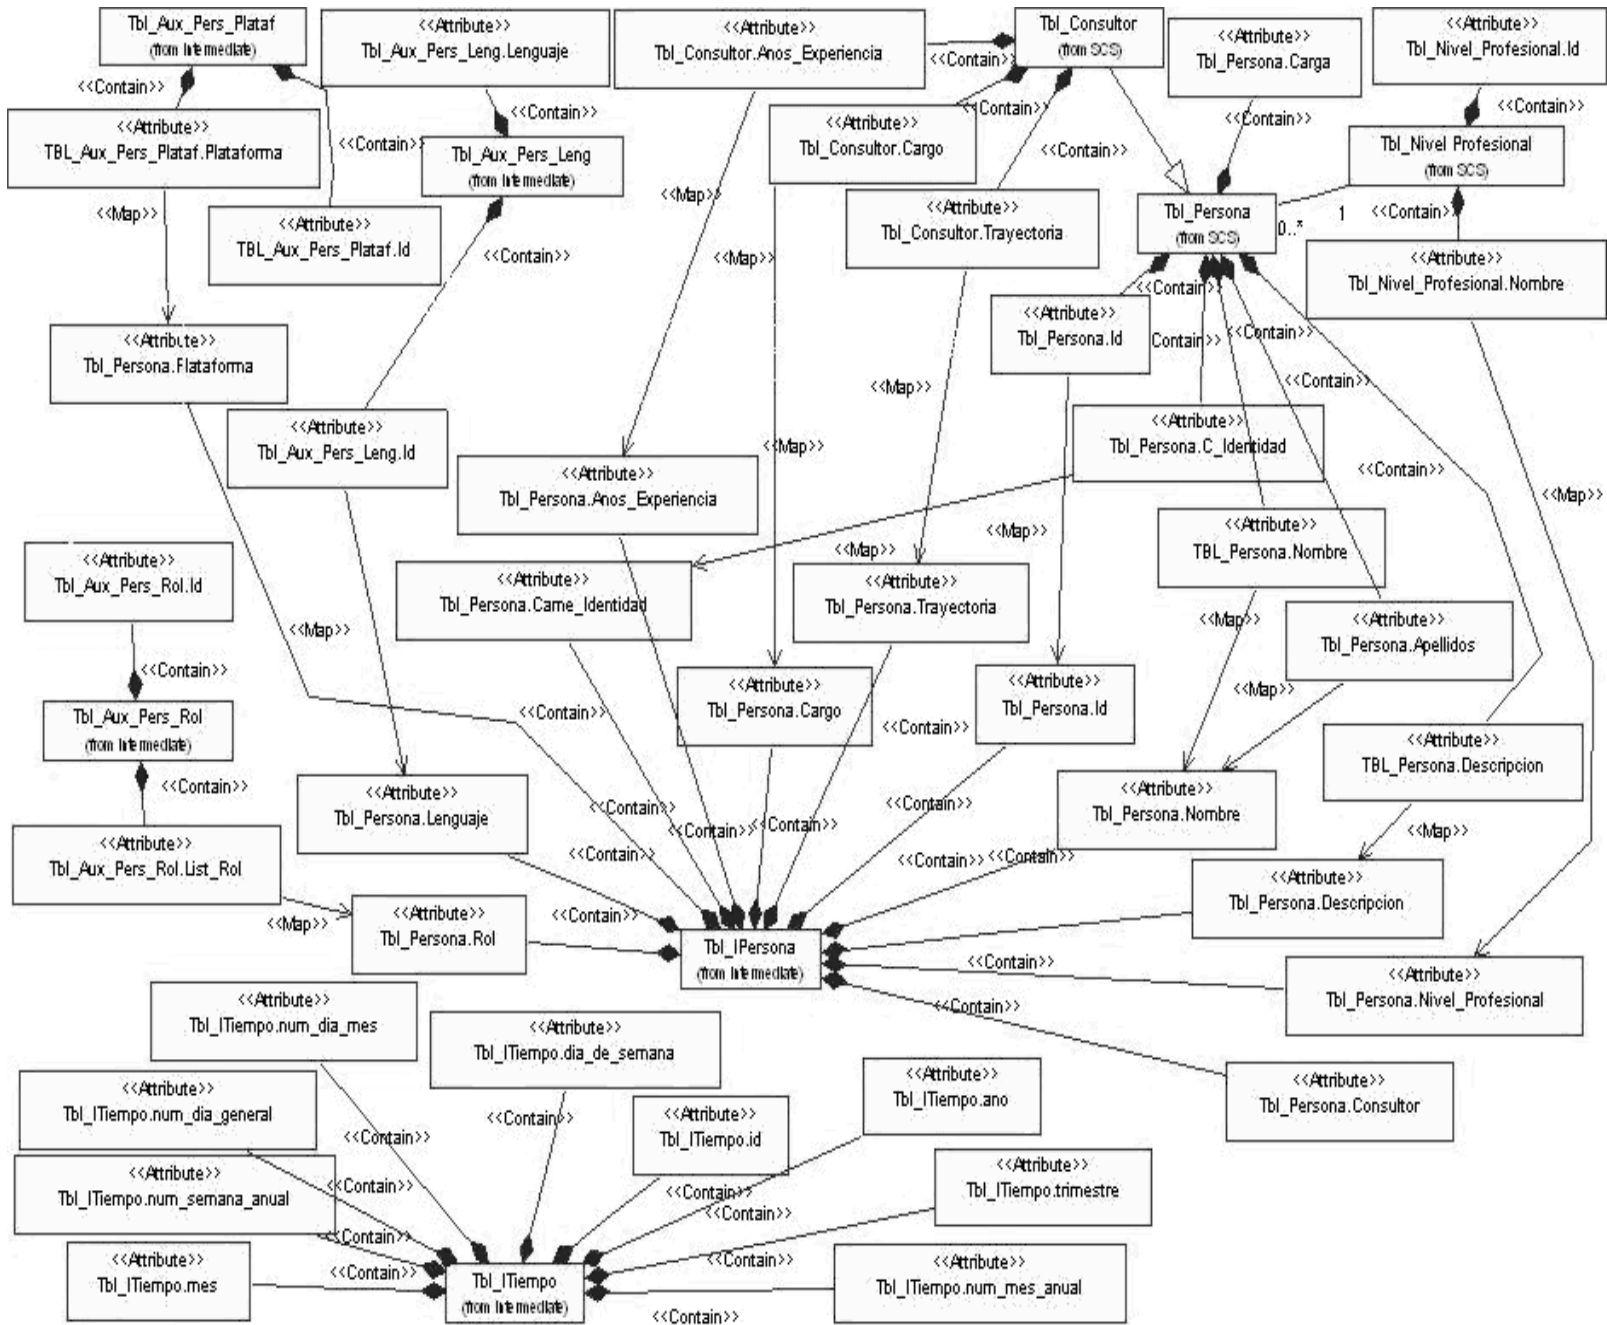 Tbl_Aux_Pers_Plataf
(from Intermediate)
<<Attribute>>
Tbl_Aux_Pers_Leng.Lenguaje
<<Attribute>>
Tbl_Consultor.Anos_Experiencia
Tbl_Consultor
(from SCS)
<<Attribute>>
Tbl_Persona.Carga
<<Attribute>>
Tbl_Nivel_Profesional.Id
<<Contain>>
<<Contain>>
<<Contain>>
<<Contain>>
<<Contain>>
<<Contain>>
<<Contain>>
<<Contain>>
<<Attribute>>
TBL_Aux_Pers_Plataf.Plataforma
Tbl_Aux_Pers_Leng
(from Intermediate)
<<Attribute>>
Tbl_Consultor.Cargo
Tbl_Nivel Profesional
(from SCS)
<<Map>>
<<Attribute>>
TBL_Aux_Pers_Plataf.Id
<<Contain>>
<<Map>>
<<Map>>
<<Attribute>>
Tbl_Consultor.Trayectoria
Tbl_Persona
(from SCS)
0..*
1
<<Contain>>
<<Attribute>>
Tbl_Nivel_Profesional.Nombre
<<Contain>>
<<Attribute>>
Tbl_Persona.Flataforma
<<Attribute>>
Tbl_Persona.Id
Contain>>
<<Contain>>
<<Contain>>
<<Map>>
<<Attribute>>
Tbl_Aux_Pers_Leng.Id
<<Map>>
<<Attribute>>
Tbl_Persona.C_Identidad
<<Attribute>>
Tbl_Persona.Anos_Experiencia
<<Contain>>
<<Map>>
<<Attribute>>
Tbl_Aux_Pers_Rol.Id
<<Map>>
<<Map>>
<<Attribute>>
TBL_Persona.Nombre
<<Attribute>>
Tbl_Persona.Carne_Identidad
<<Attribute>>
Tbl_Persona.Trayectoria
<<Map>>
<<Map>>
<<Attribute>>
Tbl_Persona.Apellidos
<<Contain>>
<<Map>>
<<Attribute>>
Tbl_Persona.Cargo
<<Attribute>>
Tbl_Persona.Id
Tbl_Aux_Pers_Rol
(from Intermediate)
<<Contain>>
<<Contain>>
<<Attribute>>
TBL_Persona.Descripcion
<<Contain>>
<<Attribute>>
Tbl_Persona.Lenguaje
<<Attribute>>
Tbl_Persona.Nombre
<<Contain>>
<<Contain>>
<<Contain>>
<<Contain>>
<<Map>>
<<Attribute>>
Tbl_Aux_Pers_Rol.List_Rol
<<Contain>>
<<Contain>>
<<Contain>>
<<Attribute>>
Tbl_Persona.Descripcion
<<Map>>
<<Attribute>>
Tbl_Persona.Rol
<<Contain>>
Tbl_IPersona
(from Intermediate)
<<Contain>>
<<Attribute>>
Tbl_Persona.Nivel_Profesional
<<Attribute>>
Tbl_ITiempo.num_dia_mes
<<Attribute>>
Tbl_ITiempo.dia_de_semana
<<Contain>>
<<Attribute>>
Tbl_ITiempo.ano
<<Attribute>>
Tbl_Persona.Consultor
<<Attribute>>
Tbl_ITiempo.num_dia_general
<<Attribute>>
Tbl_ITiempo.id
<<Contain>>
<<Contain>>
<<Attribute>>
Tbl_ITiempo.num_semana_anual
<<Contain>>
<<Attribute>>
Tbl_ITiempo.trimestre
<<Contain>>
<<Contain>>
<<Contain>>
<<Attribute>>
Tbl_ITiempo.mes
<<Contain>>
<<Contain>>
Tbl_ITiempo
(from Intermediate)
<<Attribute>>
Tbl_ITiempo.num_mes_anual
<<Contain>>